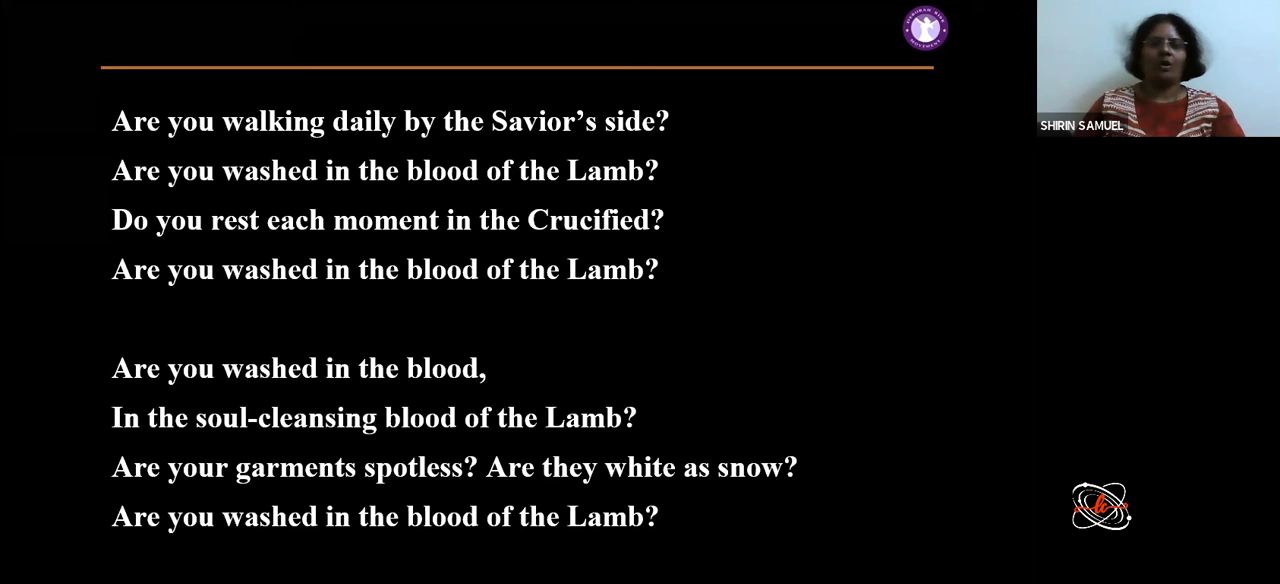 Are you walking daily by the Savior’s side?
Are you washed in the blood of the Lamb?
Do you rest each moment in the Crucified?
Are you washed in the blood of the Lamb?
Are you washed in the blood,
In the soul-cleansing blood of the Lamb?
Are your garments spotless? Are they white as snow?
Are you washed in the blood of the Lamb?
SHIRIN SAMUEL
MOVEMENT
lc